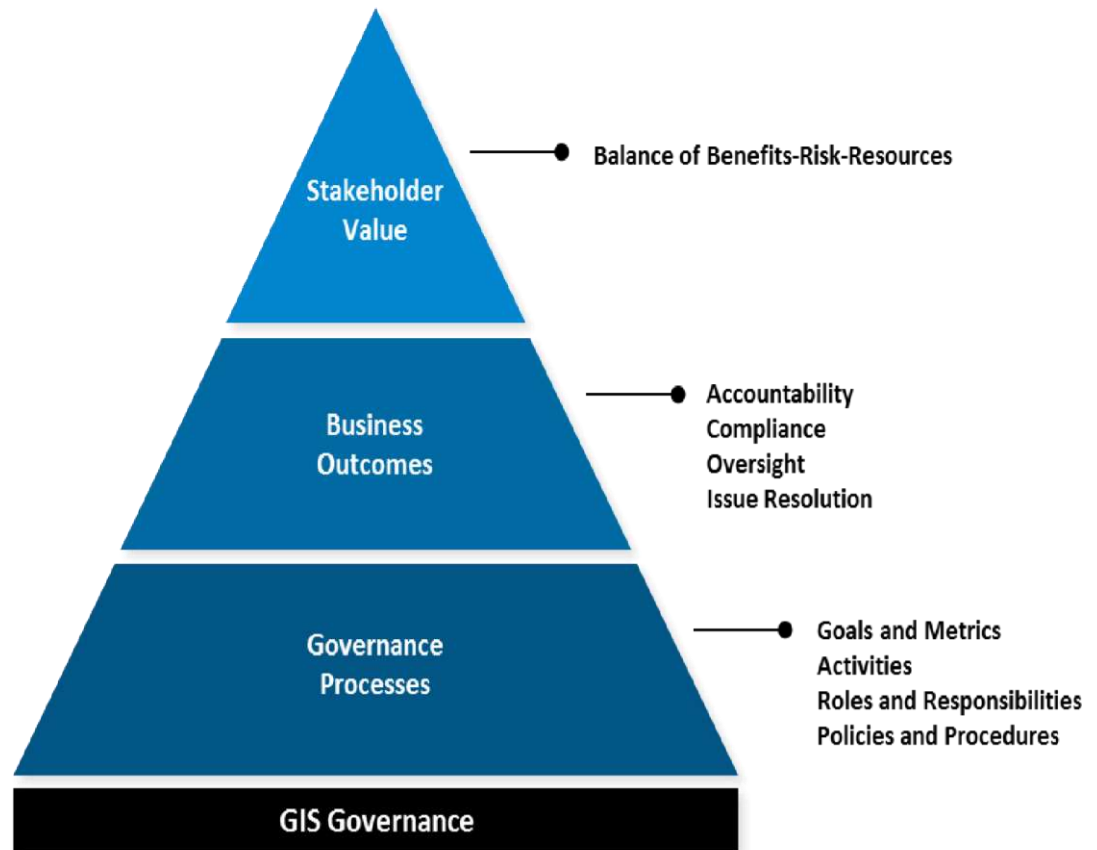 Stakeholder
Value
Balance of Benefits-Risk-Resources
Business
Outcomes
Accountability
Compliance
Oversight
Issue Resolution
Governance
Processes
Goals and Metrics
Activities
Roles and Responsibilities
Policies and Procedures
GIS Governance